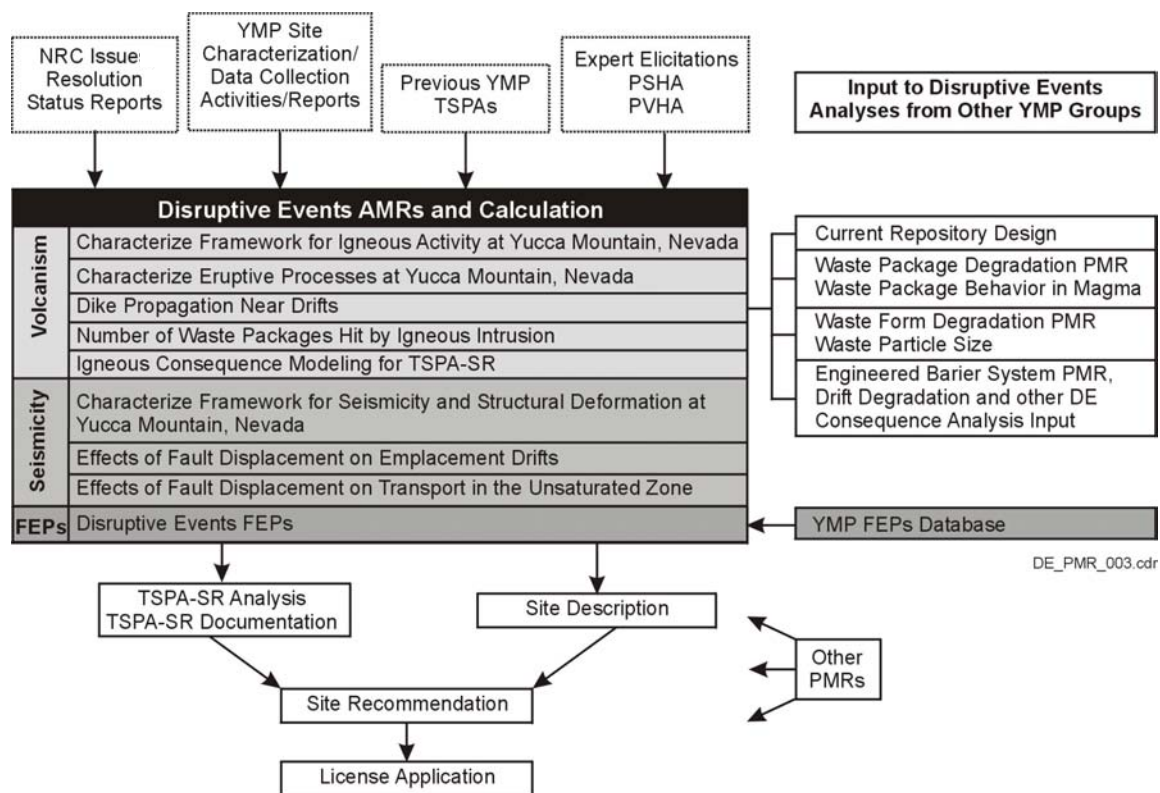 NRC Issue
Resolution
Status Reports
YMP Site
Characterization/
Data Collection
Activities/Reports
Previous YMP
TSPAs
Expert Elicitations
PSHA
PVHA
Input to Disruptive Events
Analyses from Other YMP Groups
Disruptive Events AMRs and Calculation
Volcanism
Characterize Framework for Igneous Activity at Yucca Mountain, Nevada
Characterize Eruptive Processes at Yucca Mountain, Nevada
Dike Propagation Near Drifts
Number of Waste Packages Hit by Igneous Intrusion
Igneous Consequence Modeling for TSPA-SR
Seismicity
Characterize Framework for Seismicity and Structural Deformation at
Yucca Mountain, Nevada
Effects of Fault Displacement on Emplacement Drifts
Effects of Fault Displacement on Transport in the Unsaturated Zone
FEPs
Disruptive Events FEPs
Current Repository Design
Waste Package Degradation PMR
Waste Package Behavior in Magma
Waste Form Degradation PMR
Waste Particle Size
Engineered Barier System PMR,
Drift Degradation and other DE
Consequence Analysis Input
YMP FEPs Database
DE_PMR_003.cdr
TSPA-SR Analysis
TSPA-SR Documentation
Site Description
Other
PMRs
Site Recommendation
License Application